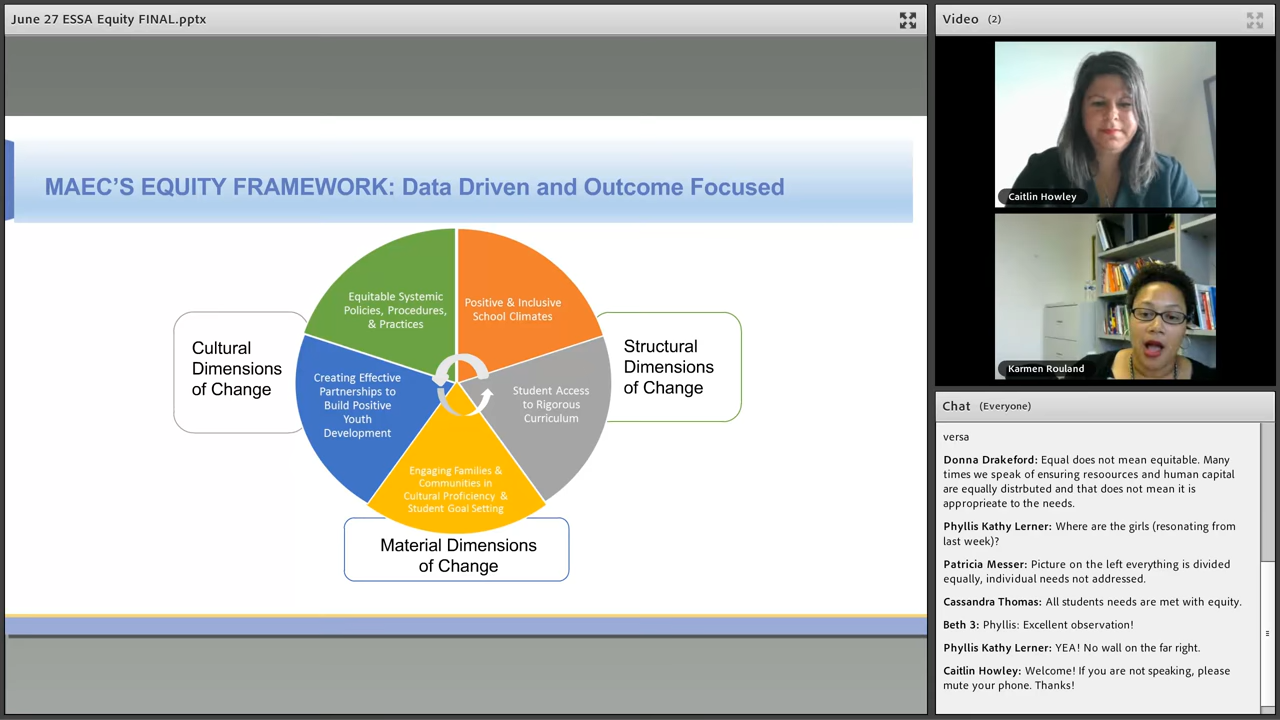 June 27 ESSA Equity FINAL.pptx
MAEC'S EQUITY FRAMEWORK: Data Driven and Outcome Focused
Equitable Systemic
Policies, Procedures,
& Practices
Positive & Inclusive
School Climates
Cultural
Dimensions
of Change
Structural
Dimensions
of Change
Creating Effective
Partnerships to
Build Positive
Youth
Development
Student Access
to Rigorous
Curriculum
Engaging Families &
Communities in
Cultural Proficiency &
Student Goal Setting
Material Dimensions
of Change
Video (2)
Caitlin Howley
Karmen Rouland
Chat (Everyone)
versa
Donna Drakeford: Equal does not mean equitable. Many
times we speak of ensuring resoources and human capital
are equally distrbuted and that does not mean it is
approprieate to the needs.
Phyllis Kathy Lerner: Where are the girls (resonating from
last week)?
Patricia Messer: Picture on the left everything is divided
equally, individual needs not addressed.
Cassandra Thomas: All students needs are met with equity.
Beth 3: Phyllis: Excellent observation!
Phyllis Kathy Lerner: YEA! No wall on the far right.
Caitlin Howley: Welcome! If you are not speaking, please
mute your phone. Thanks!